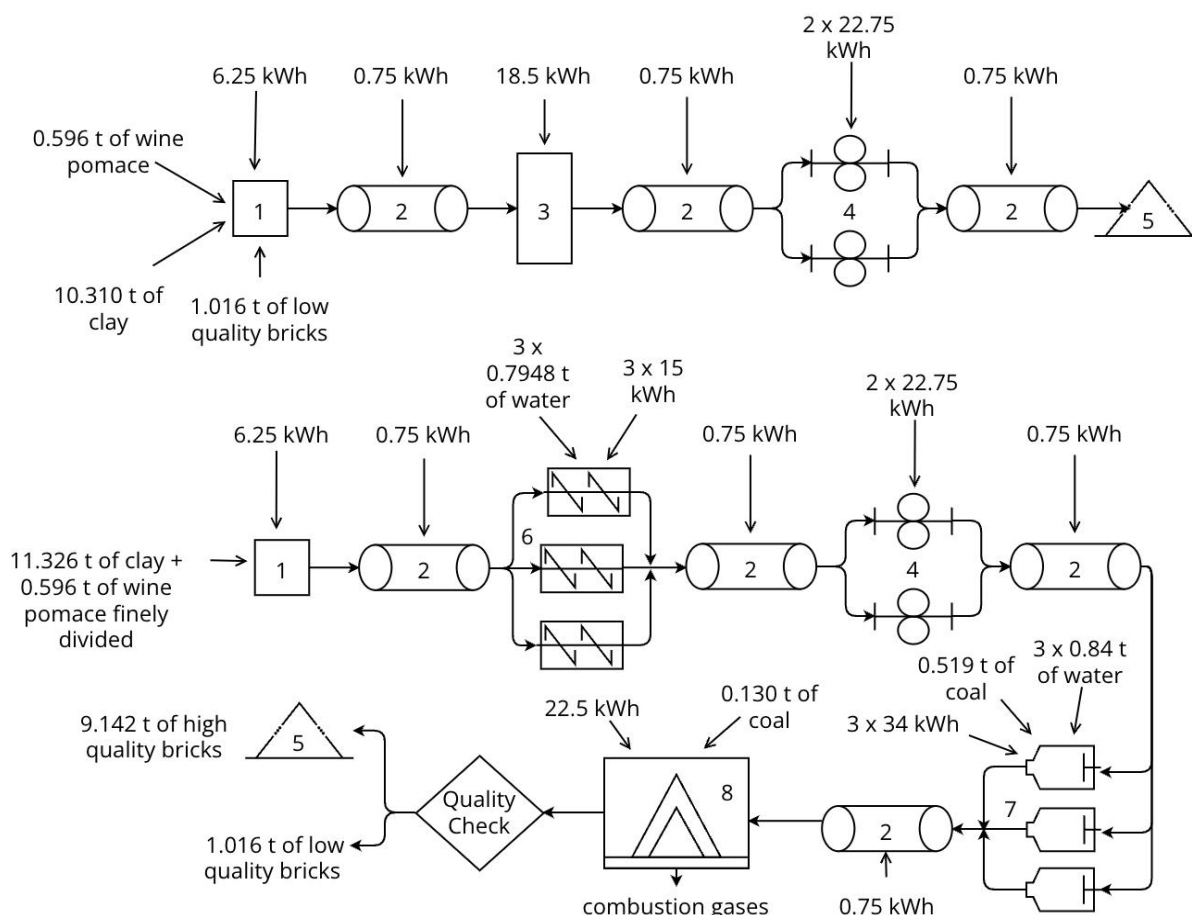 2 x 22.75
kWh
6.25 kWh
0.75 kWh
18.5 kWh
0.75 kWh
0.75 kWh
0.596 t of wine
pomace
1
2
3
2
4
2
5
10.310 t of
clay
1.016 t of low
quality bricks
3 x
0.7948 t
of water
3 x 15
kWh
2 x 22.75
kWh
6.25 kWh
0.75 kWh
0.75 kWh
0.75 kWh
11.326 t of clay +
0.596 t of wine
pomace finely
divided
1
2
6
2
4
2
0.519 t of
coal
3 x 0.84 t
of water
3 x 34 kWh
7
2
0.75 kWh
0.130 t of
coal
22.5 kWh
8
combustion gases
Quality
Check
9.142 t of high
quality bricks
5
1.016 t of low
quality bricks